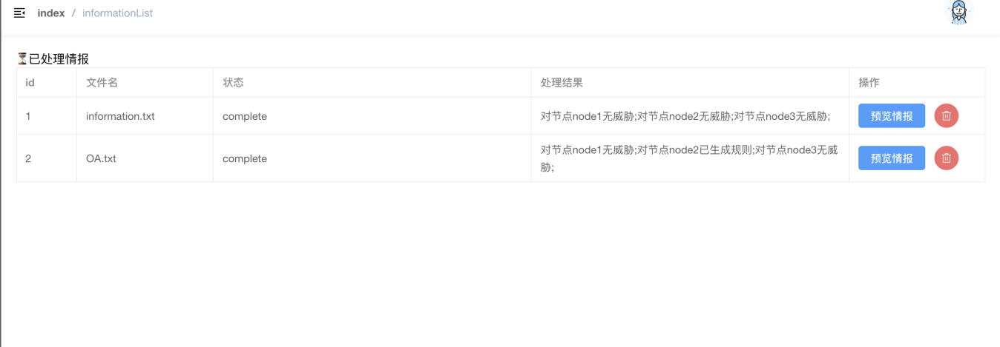 index / informationList
⏳已处理情报
id 文件名 状态 处理结果 操作
1 information.txt complete 对节点node1无威胁;对节点node2无威胁;对节点node3无威胁; 预览情报
2 OA.txt complete 对节点node1无威胁;对节点node2已生成规则;对节点node3无威
胁; 预览情报